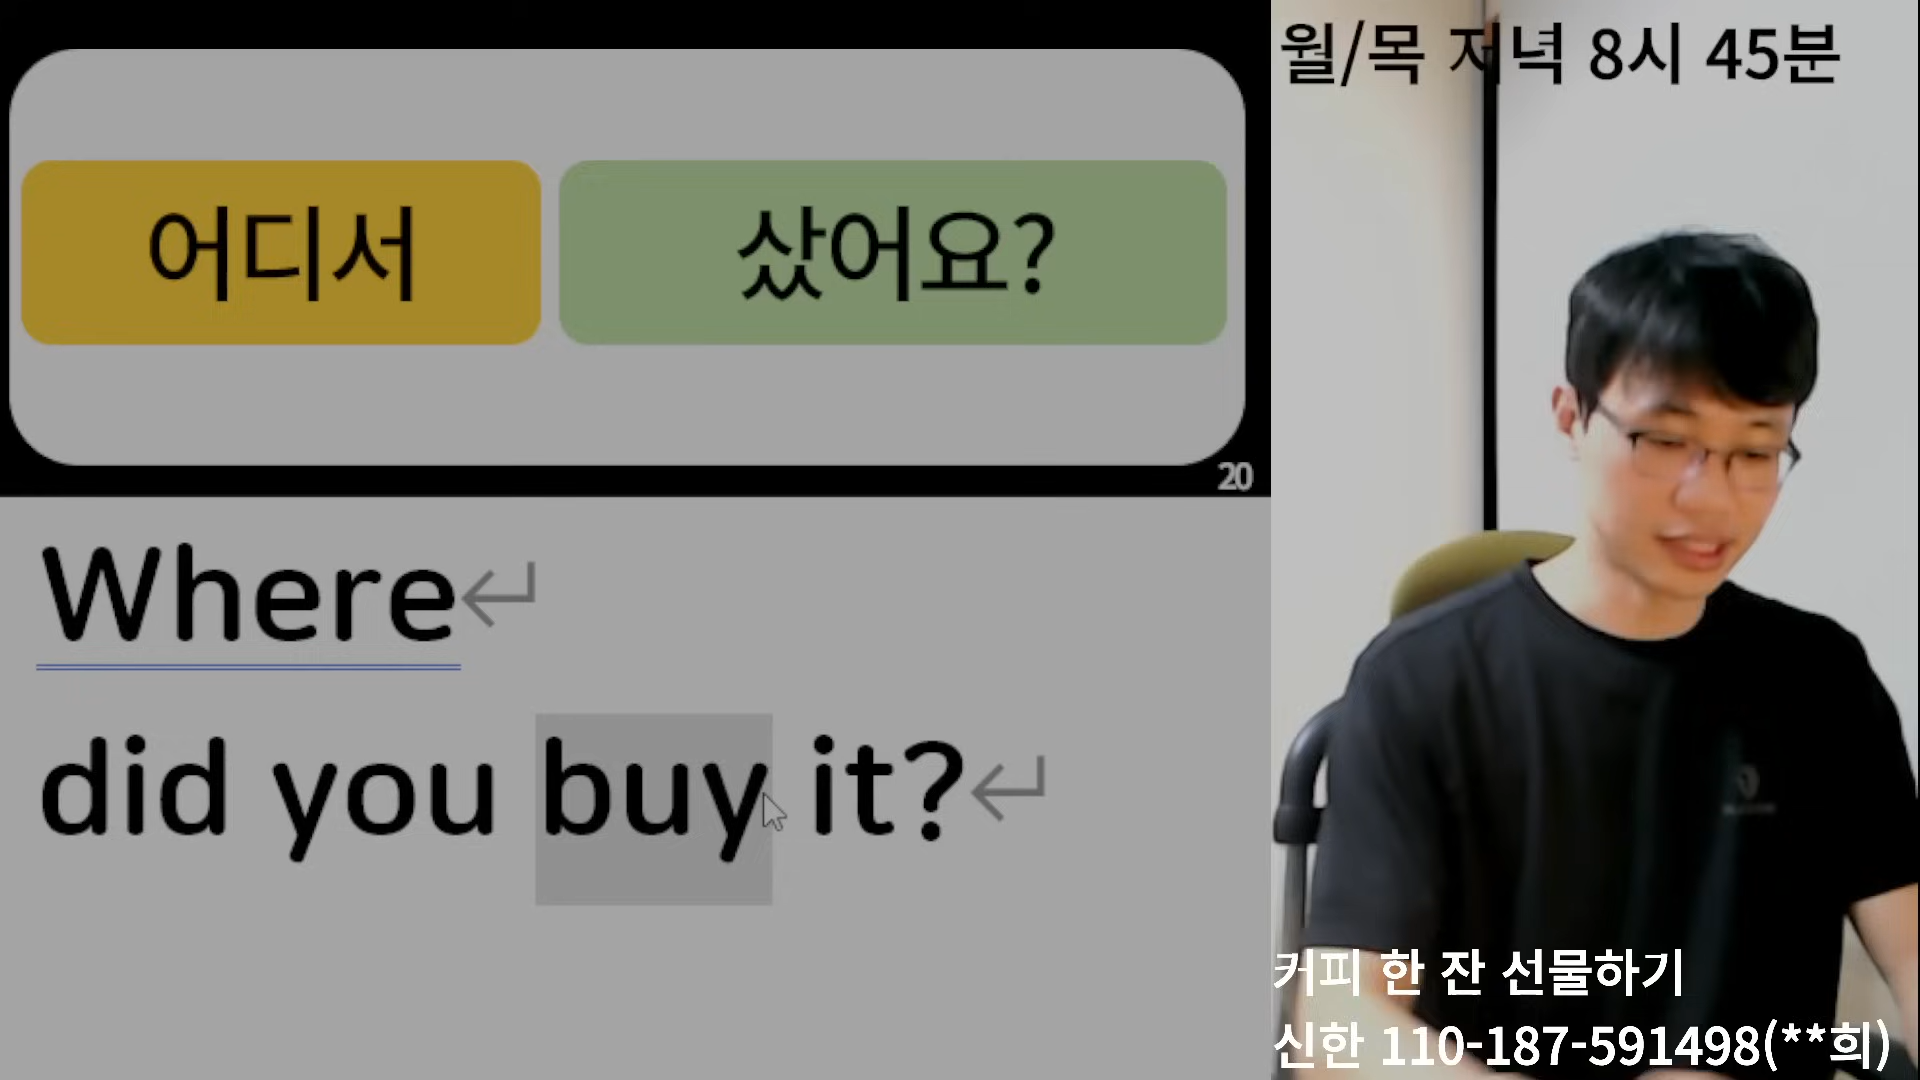 어디서 샀어요?
20
Where↵
did you buy it?↵
월/목 저녁 8시 45분
커피 한 잔 선물하기
신한 110-187-591498(**희)